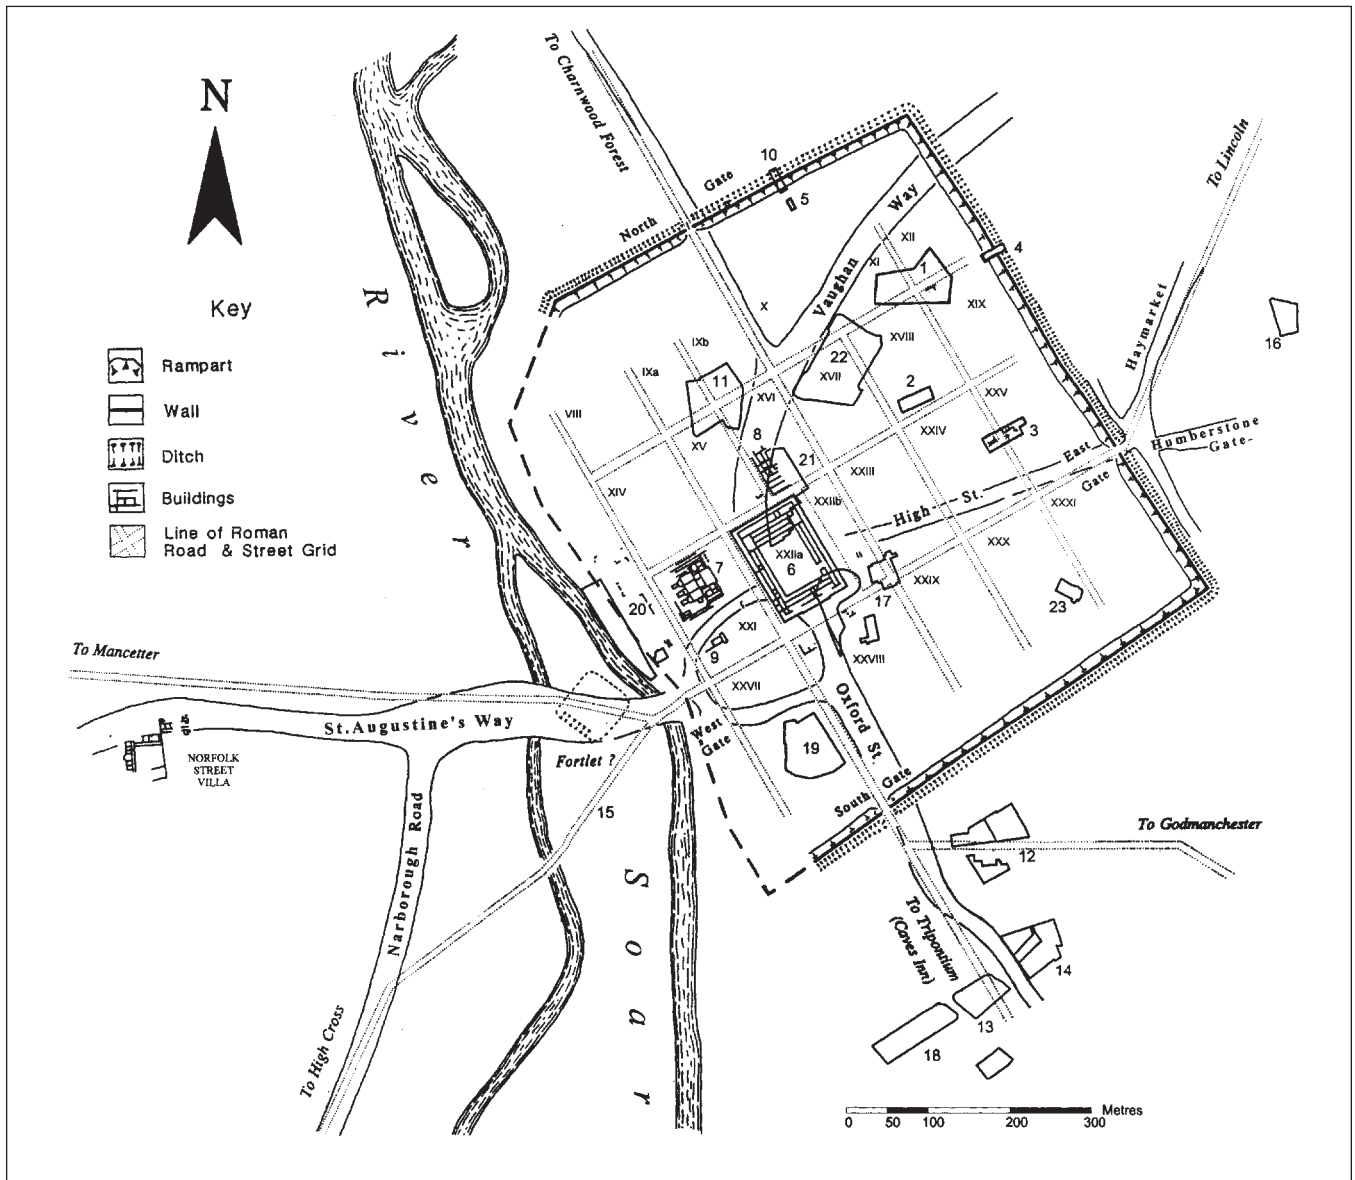 N
Key
Rampart
Wall
Ditch
Buildings
Line of Roman
Road & Street Grid
River
Soar
To Charnwood Forest
North Gate
10
5
Vaughan Way
XII
XI
1
4
XIX
To Lincoln
Haymarket
16
X
IXb
IXa
VIII
11
XVI
22
XVII
XVIII
2
XXV
3
XXIV
East Gate
Humberstone
Gate
XV
8
21
XXIII
XIV
XXIIb
High St.
XXXI
XXIIa
6
XXX
7
20
17
XXIX
23
XXI
9
XXVIII
XXVII
To Mancetter
St.Augustine's Way
NORFOLK
STREET
VILLA
Fortlet ?
West
Gate
Oxford St
19
South Gate
15
Narborough Road
To High Cross
12
To Godmanchester
To Tripontium
(Caves Inn)
14
13
18
Metres
0 50 100 200 300